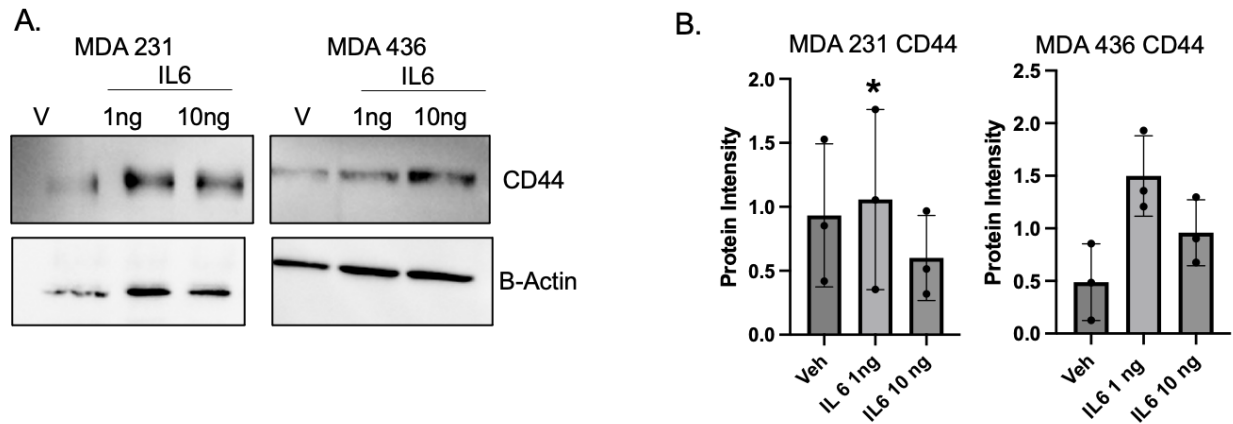 A.
MDA 231
IL6
V 1ng 10ng
MDA 436
IL6
V 1ng 10ng
CD44
B-Actin
B.
MDA 231 CD44
Protein Intensity
2.0
1.5
1.0
0.5
0.0
*
Veh
IL 6 1ng
IL6 10 ng
MDA 436 CD44
Protein Intensity
2.5
2.0
1.5
1.0
0.5
0.0
Veh
IL6 1 ng
IL6 10 ng